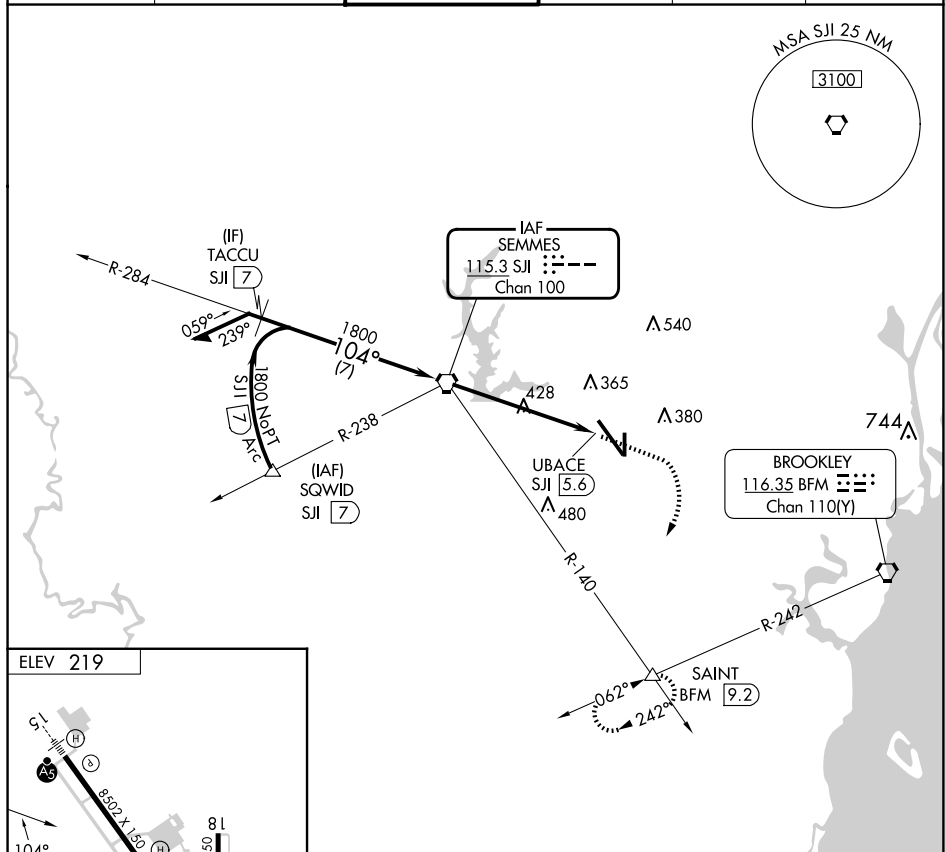 MSA SJI 25 NM
3100
IAF
SEMMES
115.3 SJI
Chan 100
(IF)
TACCU
SJI 7
R-284
059°
239°
1800
104°
(7)
1800 NoPT
SJI 7 Arc
R-238
(IAF)
SQWID
SJI 7
540
365
428
380
744
UBACE
SJI 5.6
480
BROOKLEY
116.35 BFM
Chan 110(Y)
R-140
R-242
SAINT
BFM 9.2
062°
242°
ELEV 219
15
H
P
A5
8502 X 150
H
18
50
104°